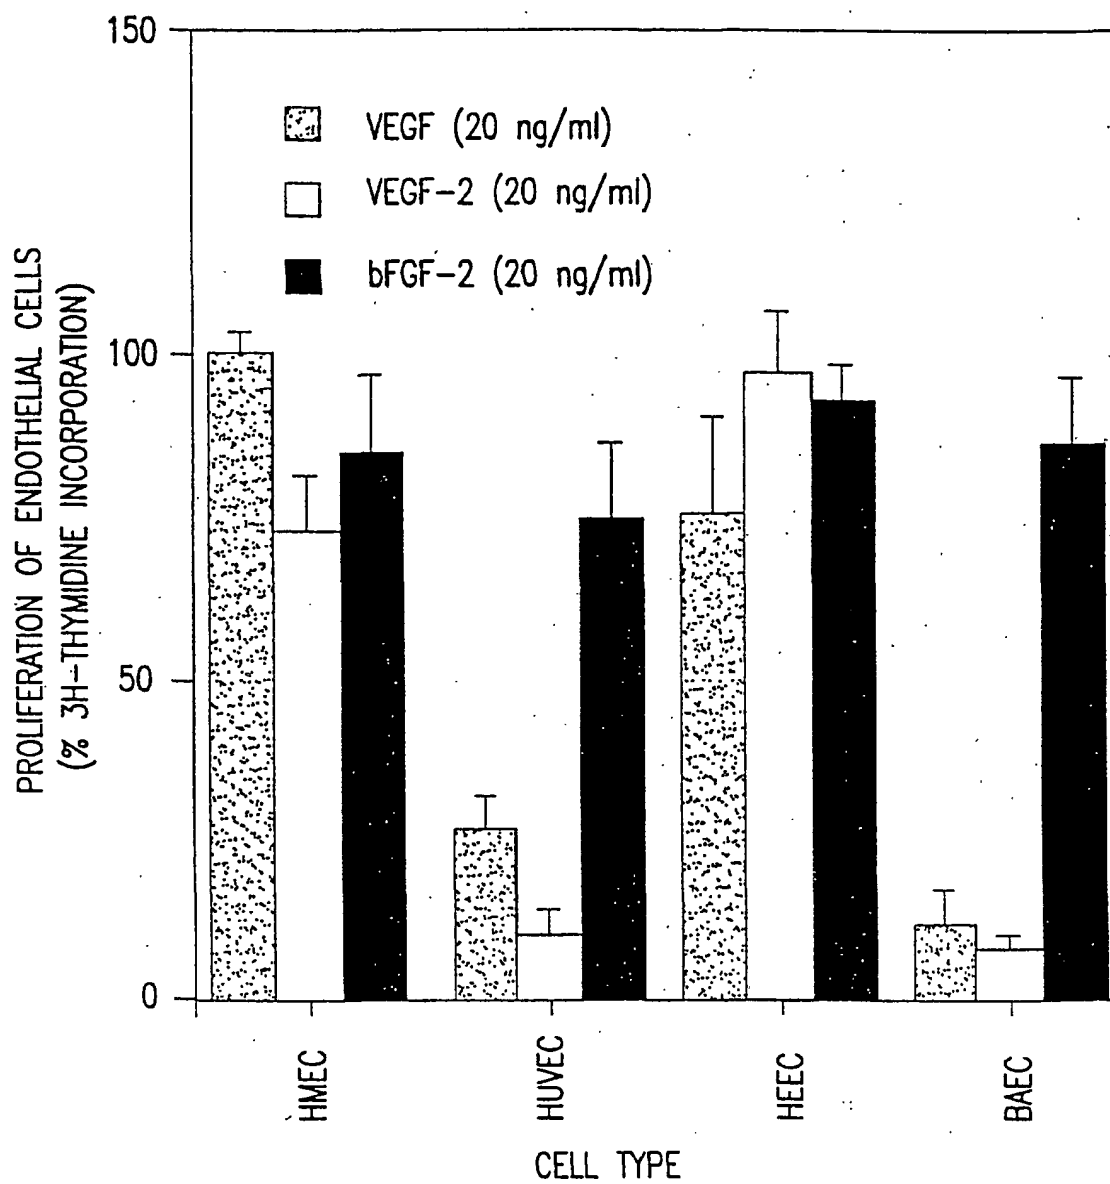 150
VEGF (20 ng/ml)
VEGF-2 (20 ng/ml)
bFGF-2 (20 ng/ml)
100
50
0
PROLIFERATION OF ENDOTHELIAL CELLS
(% 3H-THYMIDINE INCORPORATION)
HMEC
HUVEC
HEEC
BAEC
CELL TYPE